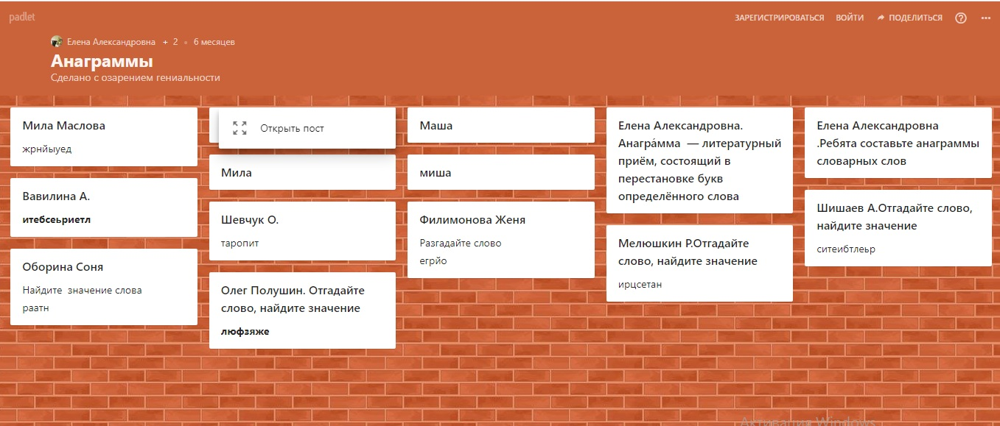 padlet
ЗАРЕГИСТРИРОВАТЬСЯ ВОЙТИ ПОДЕЛИТЬСЯ
Елена Александровна + 2 • 6 месяцев
Анаграммы
Сделано с озарением гениальности
Мила Маслова
жрнйыуед
Вавилина А.
итебсеьриетл
Оборина Соня
Найдите значение слова
раатн
Открыть пост
Мила
Шевчук О.
таропит
Олег Полушин. Отгадайте
слово, найдите значение
люфзяже
Маша
миша
Филимонова Женя
Разгадайте слово
егрйо
Елена Александровна.
Анагра́мма — литературный
приём, состоящий в
перестановке букв
определённого слова
Мелюшкин Р.Отгадайте
слово, найдите значение
ирцсетан
Елена Александровна
.Ребята составьте анаграммы
словарных слов
Шишаев А.Отгадайте слово,
найдите значение
ситеибтлеьр
Активация Windows